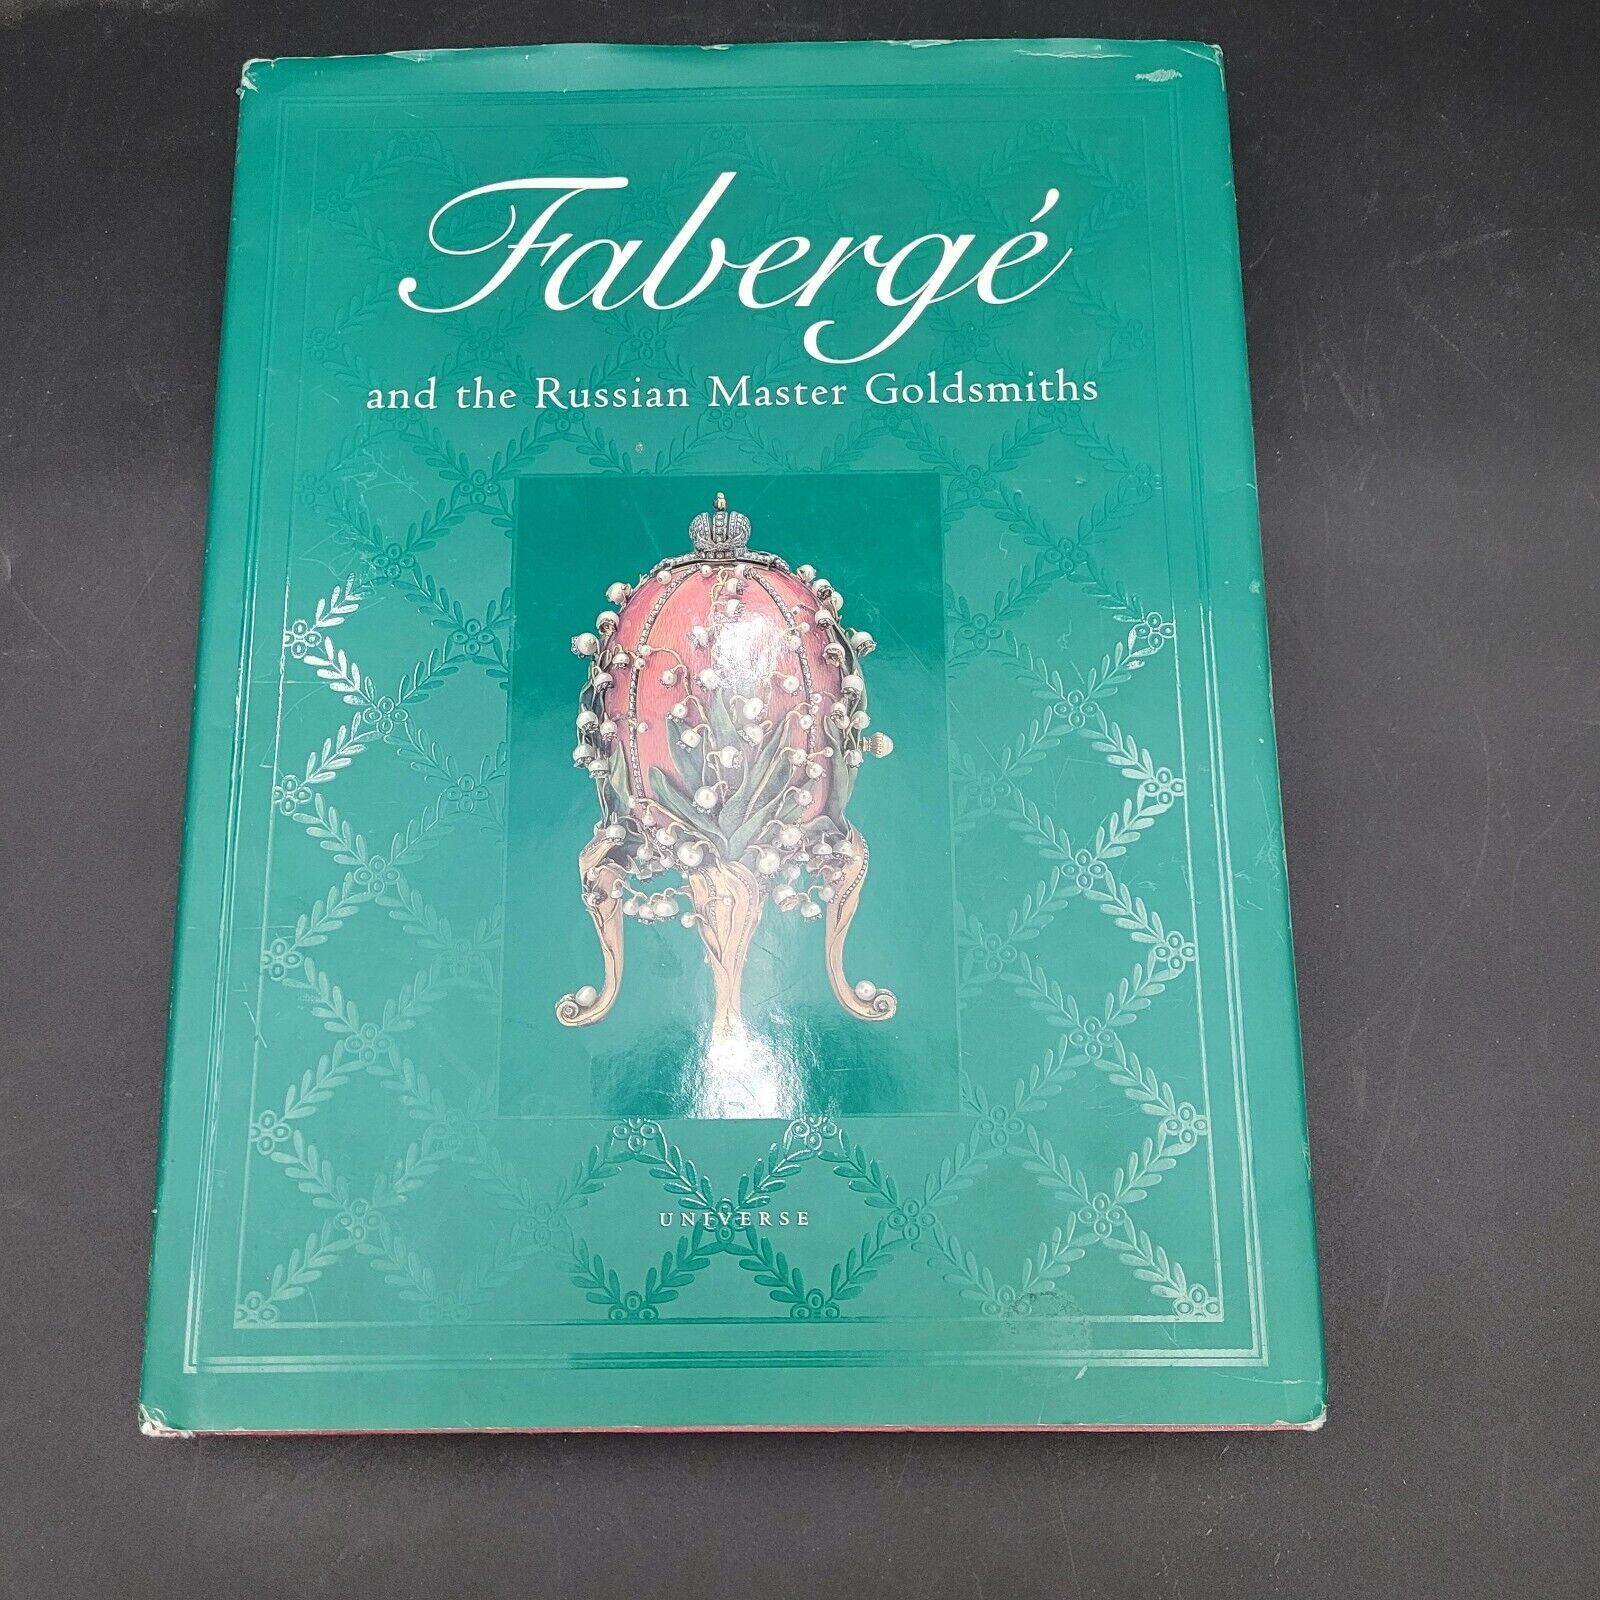 Fabergé
and the Russian Master Goldsmiths
UNIVERSE